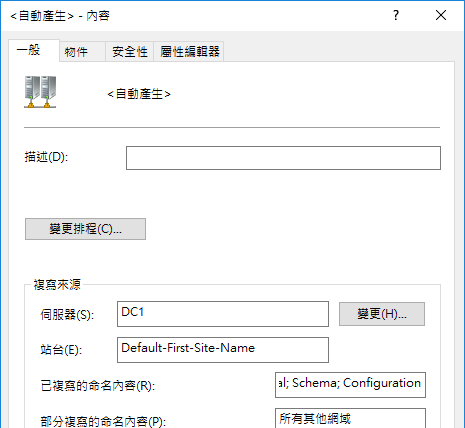 <自動產生> - 內容
? ×
一般 物件 安全性 屬性編輯器
<自動產生>
描述(D):
變更排程(C)...
複寫來源
伺服器(S): DC1 變更(H)...
站台(E): Default-First-Site-Name
已複寫的命名內容(R): al; Schema; Configuration
部分複寫的命名內容(P): 所有其他網域